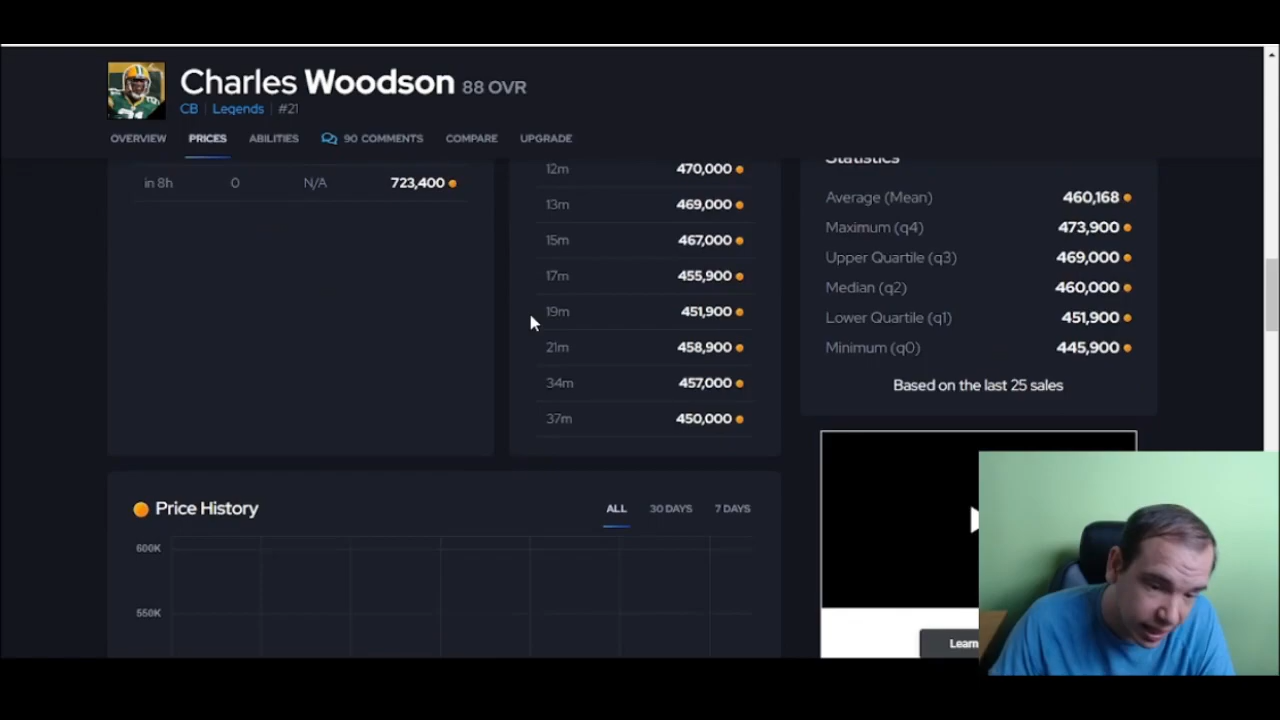 Charles Woodson 88 OVR
CB | Legends | #21
OVERVIEW PRICES ABILITIES 90 COMMENTS COMPARE UPGRADE
in 8h 0 N/A 723,400
12m 470,000
13m 469,000
15m 467,000
17m 455,900
19m 451,900
21m 458,900
34m 457,000
37m 450,000
Statistics
Average (Mean) 460,168
Maximum (q4) 473,900
Upper Quartile (q3) 469,000
Median (q2) 460,000
Lower Quartile (q1) 451,900
Minimum (q0) 445,900
Based on the last 25 sales
Price History ALL 30 DAYS 7 DAYS
600K
550K
Learn